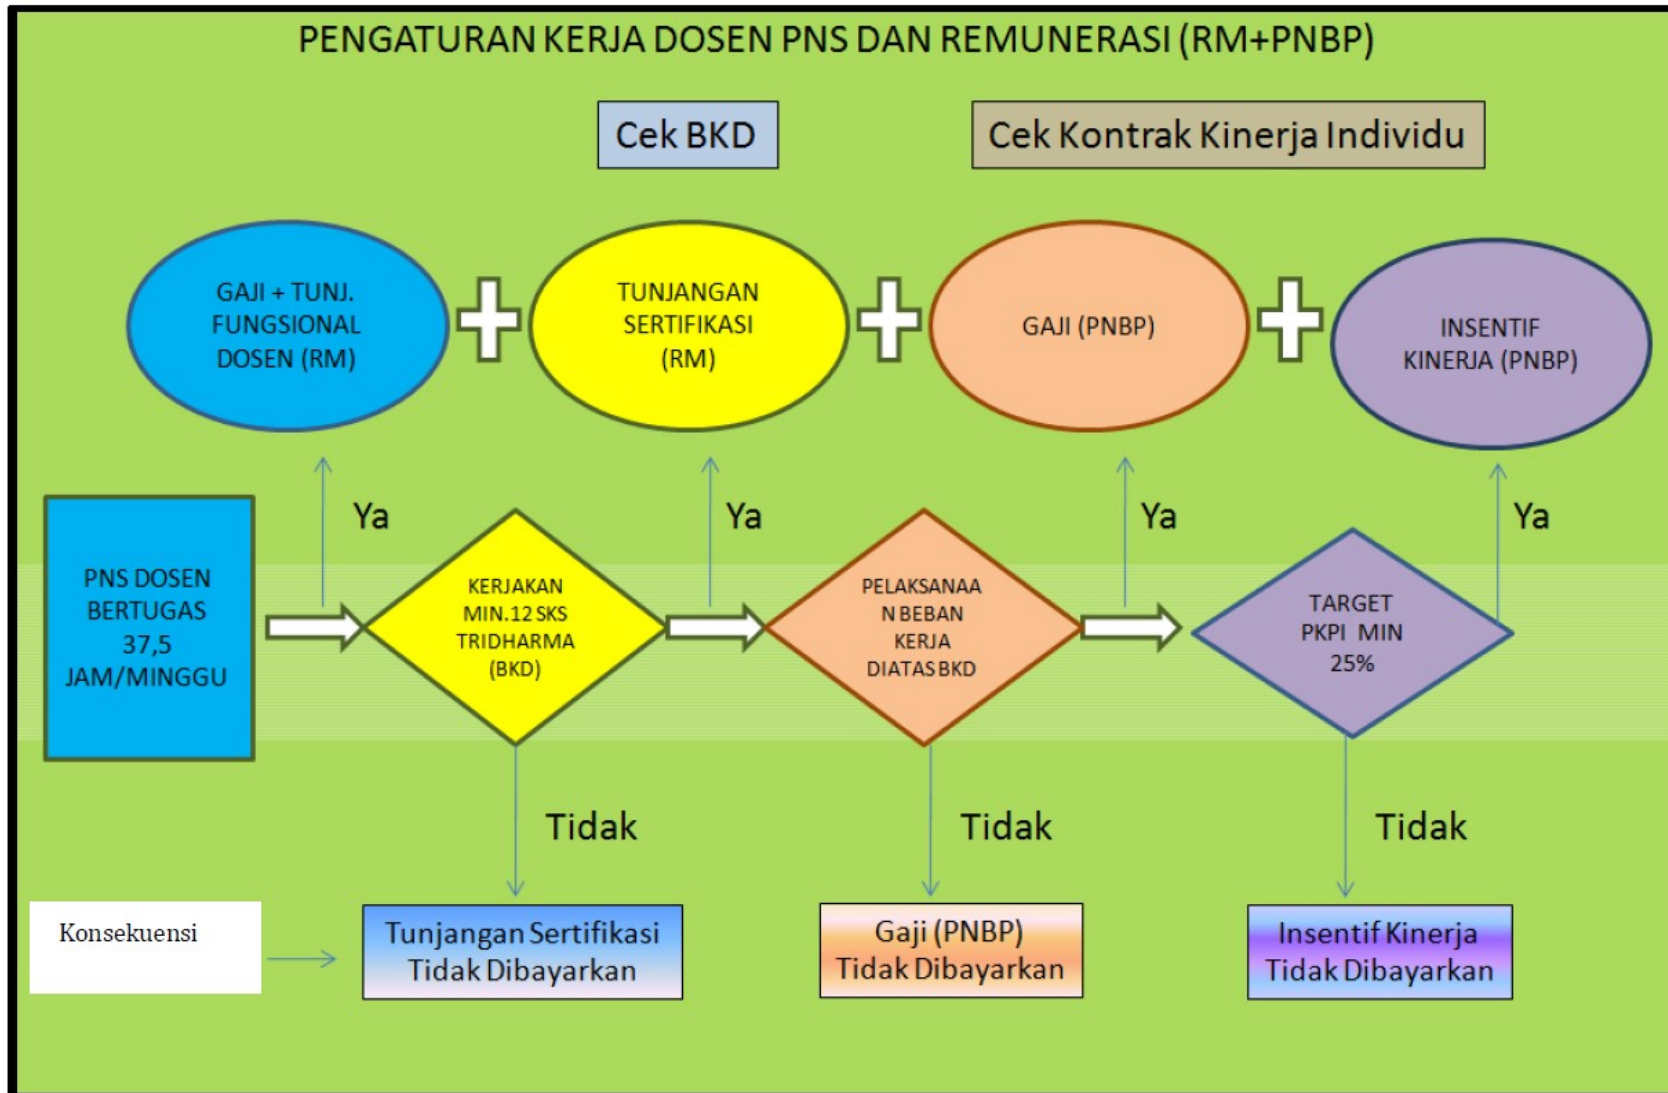 PENGATURAN KERJA DOSEN PNS DAN REMUNERASI (RM+PNBP)
Cek BKD
Cek Kontrak Kinerja Individu
GAJI + TUNJ.
FUNGSIONAL
DOSEN (RM)
TUNJANGAN
SERTIFIKASI
(RM)
GAJI (PNBP)
INSENTIF
KINERJA (PNBP)
Ya
Ya
Ya
Ya
PNS DOSEN
BERTUGAS
37,5
JAM/MINGGU
KERJAKAN
MIN.12 SKS
TRIDHARMA
(BKD)
PELAKSANAA
N BEBAN
KERJA
DIATAS BKD
TARGET
PKPI MIN
25%
Tidak
Tidak
Tidak
Konsekuensi
Tunjangan Sertifikasi
Tidak Dibayarkan
Gaji (PNBP)
Tidak Dibayarkan
Insentif Kinerja
Tidak Dibayarkan